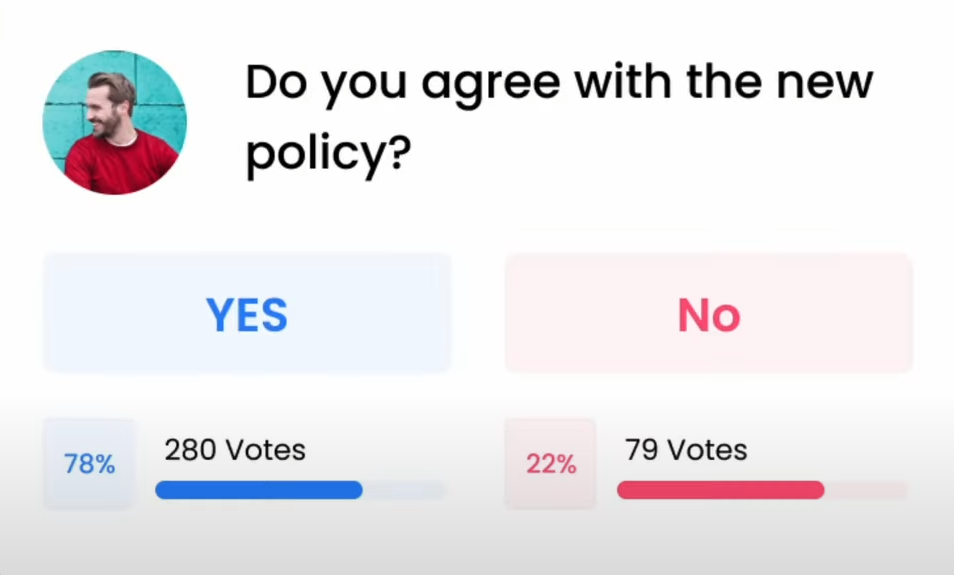 Do you agree with the new
policy?
YES
No
78%
280 Votes
22%
79 Votes